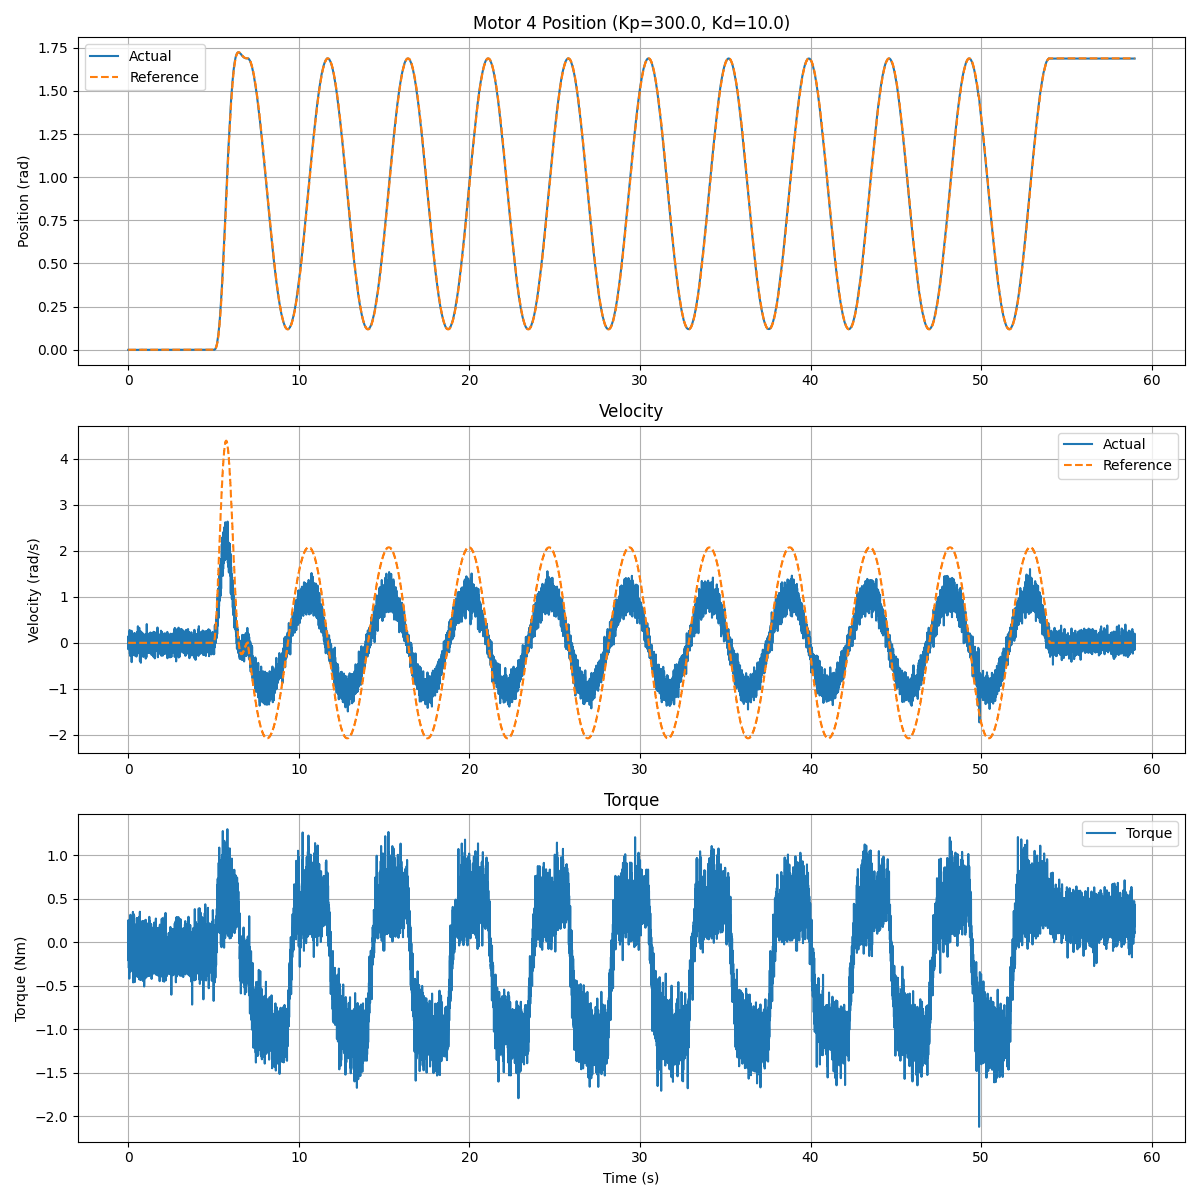 Motor 4 Position (Kp=300.0, Kd=10.0)
Actual
Reference
1.75
1.50
1.25
1.00
0.75
0.50
0.25
0.00
Position (rad)
0 10 20 30 40 50 60
Velocity
Actual
Reference
4
3
2
1
0
−1
−2
Velocity (rad/s)
0 10 20 30 40 50 60
Torque
Torque
1.0
0.5
0.0
−0.5
−1.0
−1.5
−2.0
Torque (Nm)
0 10 20 30 40 50 60
Time (s)